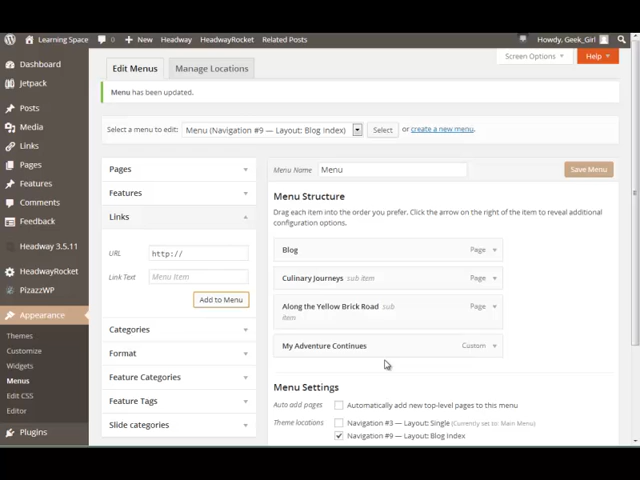 Learning Space
0
New
Headway
HeadwayRocket
Related Posts
Howdy, Geek_Girl
Dashboard
Jetpack
Posts
Media
Links
Pages
Features
Comments
Feedback
Headway 3.5.11
HeadwayRocket
PizazzWP
Appearance
Themes
Customize
Widgets
Menus
Edit CSS
Editor
Plugins
Screen Options
Help
Edit Menus
Manage Locations
Menu has been updated.
Select a menu to edit: Menu (Navigation #9 — Layout: Blog Index) Select or create a new menu.
Pages
Features
Links
URL http://
Link Text Menu Item
Add to Menu
Categories
Format
Feature Categories
Feature Tags
Slide categories
Menu Name Menu Save Menu
Menu Structure
Drag each item into the order you prefer. Click the arrow on the right of the item to reveal additional
configuration options.
Blog Page
Culinary Journeys sub item Page
Along the Yellow Brick Road sub Page
item
My Adventure Continues Custom
Menu Settings
Auto add pages Automatically add new top-level pages to this menu
Theme locations Navigation #3 — Layout: Single (Currently set to: Main Menu)
Navigation #9 — Layout: Blog Index